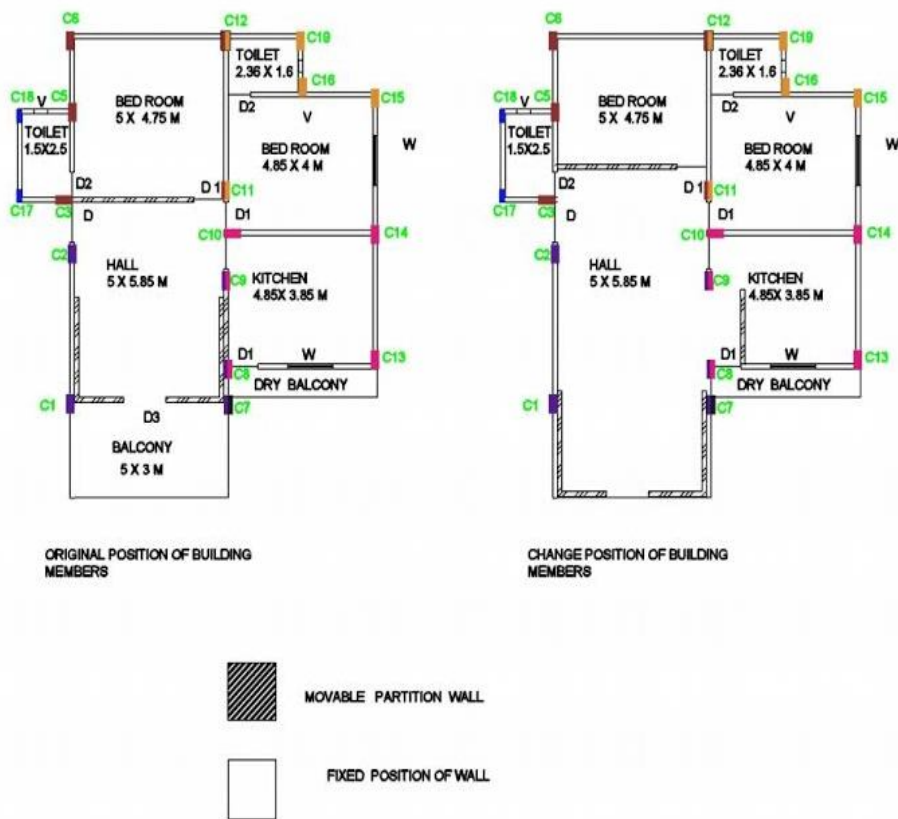 C6
C12
C19
TOILET
2.36 X 1.6
C16
C18
V
C5
BED ROOM
5 X 4.75 M
D2
V
C15
TOILET
1.5X2.5
BED ROOM
4.85 X 4 M
W
D2
D 1
C11
C17
C3
D
D1
C10
C14
C2
HALL
5 X 5.85 M
C9
KITCHEN
4.85X 3.85 M
D1
W
C13
C8
DRY BALCONY
C1
D3
C7
BALCONY
5 X 3 M
ORIGINAL POSITION OF BUILDING
MEMBERS
C6
C12
C19
TOILET
2.36 X 1.6
C16
C18
V
C5
BED ROOM
5 X 4.75 M
D2
V
C15
TOILET
1.5X2.5
BED ROOM
4.85 X 4 M
W
D2
D 1
C11
C17
C3
D
D1
C10
C14
C2
HALL
5 X 5.85 M
C9
KITCHEN
4.85X 3.85 M
D1
W
C13
C8
DRY BALCONY
C1
C7
CHANGE POSITION OF BUILDING
MEMBERS
MOVABLE PARTITION WALL
FIXED POSITION OF WALL